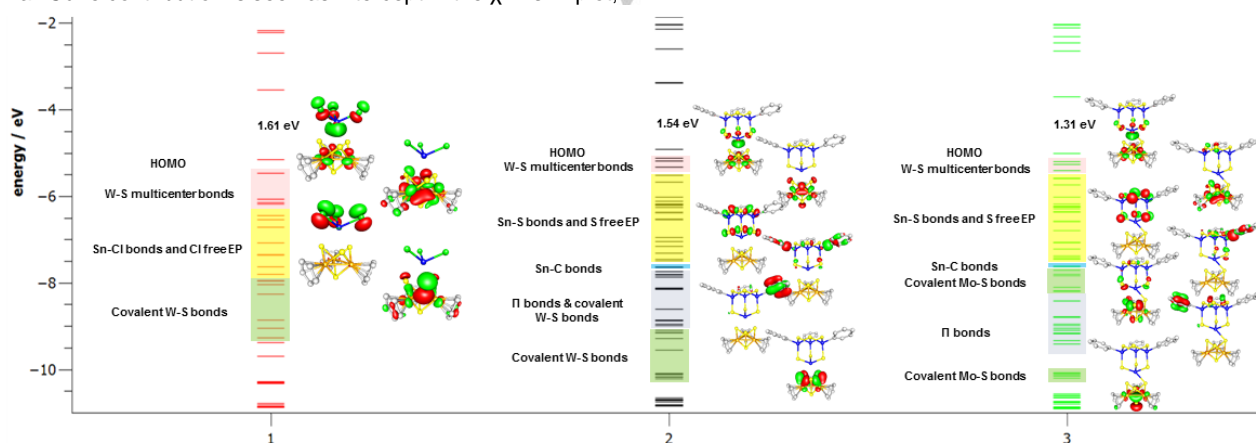 −2
−4
−6
−8
−10
energy / eV
1.61 eV
HOMO
W-S multicenter bonds
Sn-Cl bonds and Cl free EP
Covalent W-S bonds
1
1.54 eV
HOMO
W-S multicenter bonds
Sn-S bonds and S free EP
Sn-C bonds
Π bonds & covalent
W-S bonds
Covalent W-S bonds
2
1.31 eV
HOMO
W-S multicenter bonds
Sn-S bonds and S free EP
Sn-C bonds
Covalent Mo-S bonds
Π bonds
Covalent Mo-S bonds
3